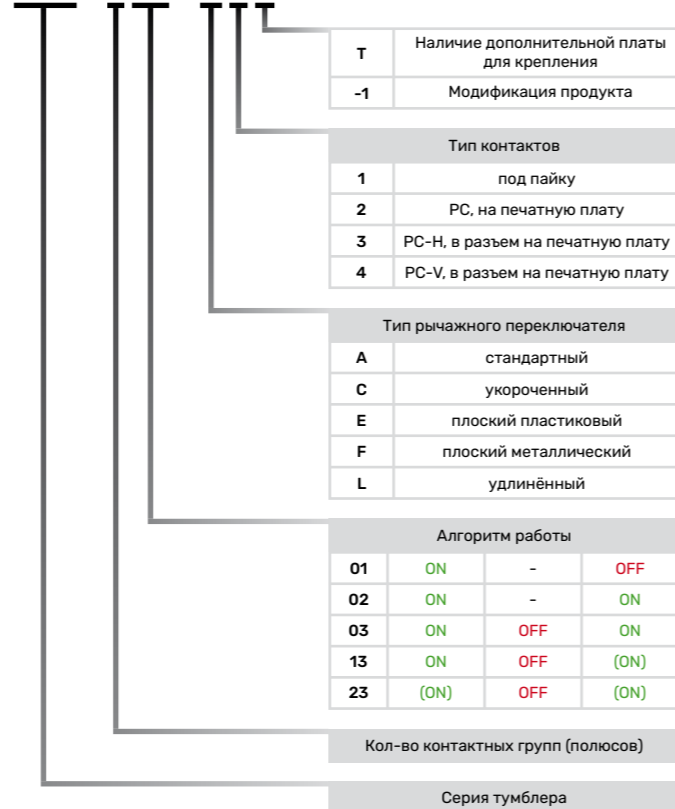 T Наличие дополнительной платы
для крепления
-1 Модификация продукта
Тип контактов
1 под пайку
2 PC, на печатную плату
3 PC-H, в разъем на печатную плату
4 PC-V, в разъем на печатную плату
Тип рычажного переключателя
A стандартный
C укороченный
E плоский пластиковый
F плоский металлический
L удлинённый
Алгоритм работы
01 ON - OFF
02 ON - ON
03 ON OFF ON
13 ON OFF (ON)
23 (ON) OFF (ON)
Кол-во контактных групп (полюсов)
Серия тумблера